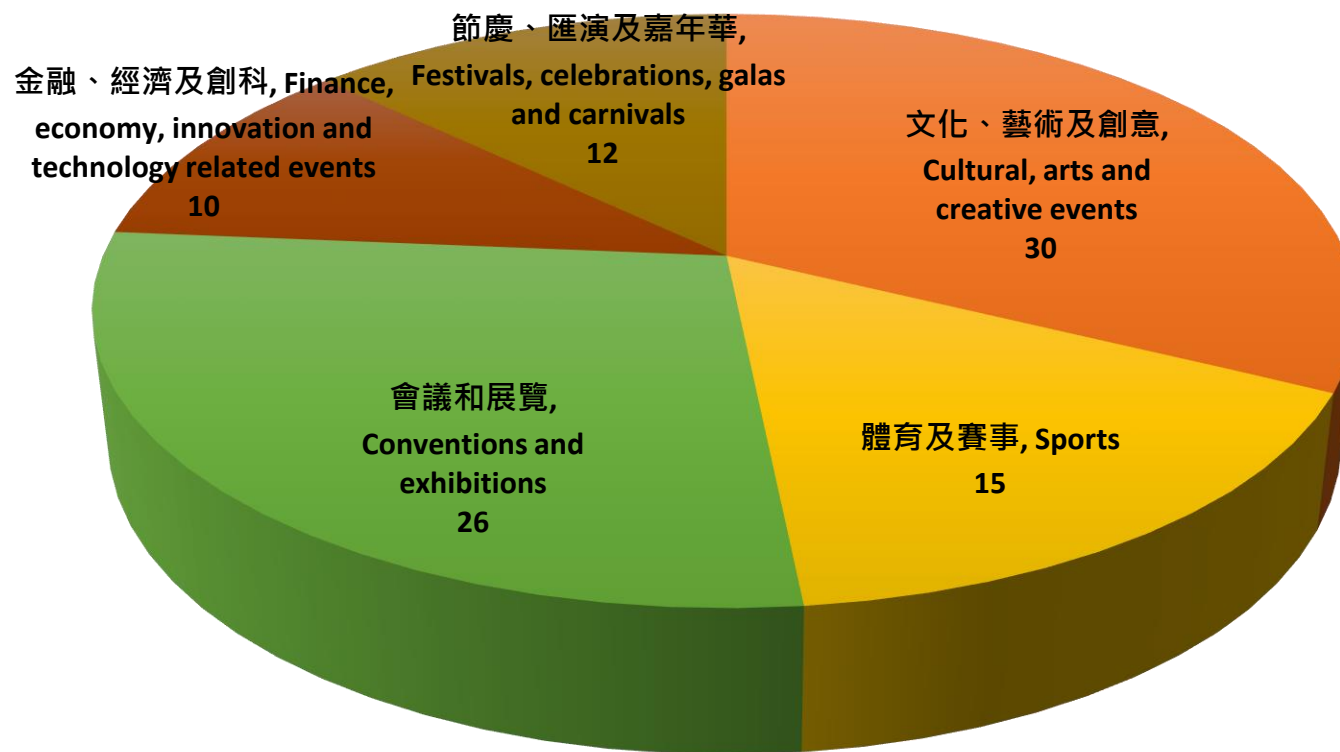 節慶、匯演及嘉年華,
Festivals, celebrations, galas
and carnivals
12
金融、經濟及創科, Finance,
economy, innovation and
technology related events
10
文化、藝術及創意,
Cultural, arts and
creative events
30
會議和展覽,
Conventions and
exhibitions
26
體育及賽事, Sports
15